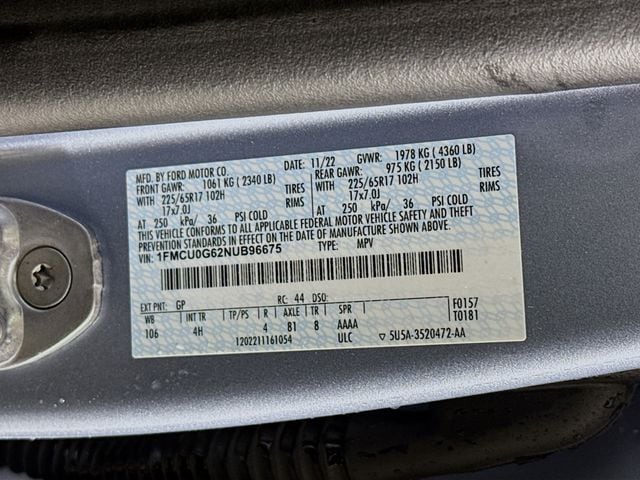 MFD. BY FORD MOTOR CO. DATE: 11/22 GVWR: 1978 KG ( 4360 LB)
FRONT GAWR: 1061 KG ( 2340 LB) REAR GAWR: 975 KG ( 2150 LB)
WITH 225/65R17 102H TIRES WITH 225/65R17 102H TIRES
17x7.0J RIMS 17x7.0J RIMS
AT 250 kPa/ 36 PSI COLD AT 250 kPa/ 36 PSI COLD
THIS VEHICLE CONFORMS TO ALL APPLICABLE FEDERAL MOTOR VEHICLE SAFETY AND THEFT
PREVENTION STANDARDS IN EFFECT ON THE DATE OF MANUFACTURE SHOWN ABOVE.
VIN: 1FMCU0G62NUB96675 TYPE: MPV
EXT PNT: GP RC: 44 DSO: F0157
WB INT TR TP/PS R AXLE TR SPR T0181
106 4H 4 81 8 AAAA
1202211161054 ULC ▽ 5U5A-3520472-AA